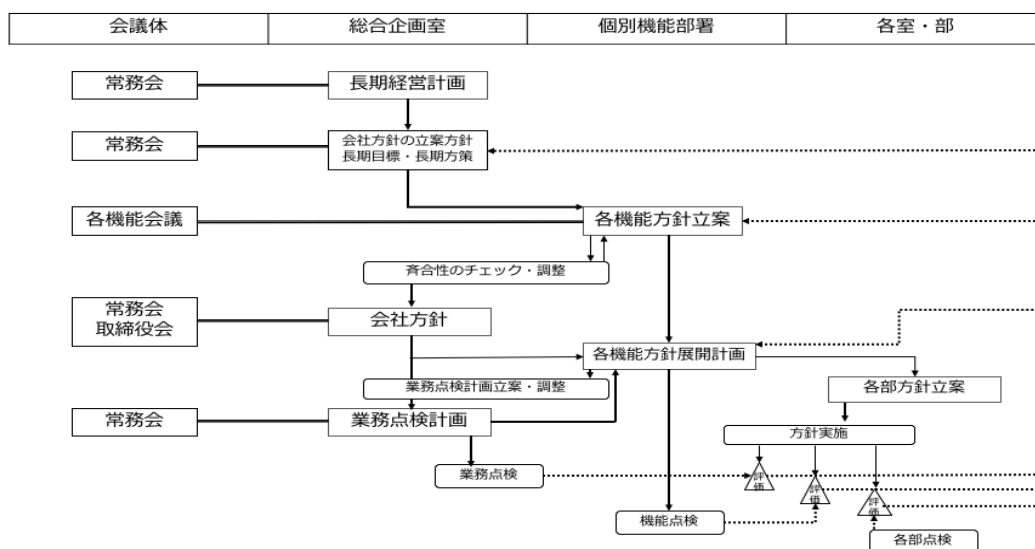 会議体
総合企画室
個別機能部署
各室・部
常務会
長期経営計画
常務会
会社方針の立案方針
長期目標・長期方策
各機能会議
各機能方針立案
斉合性のチェック・調整
常務会
取締役会
会社方針
各機能方針展開計画
業務点検計画立案・調整
各部方針立案
常務会
業務点検計画
方針実施
業務点検
評
価
評
価
評
価
機能点検
各部点検